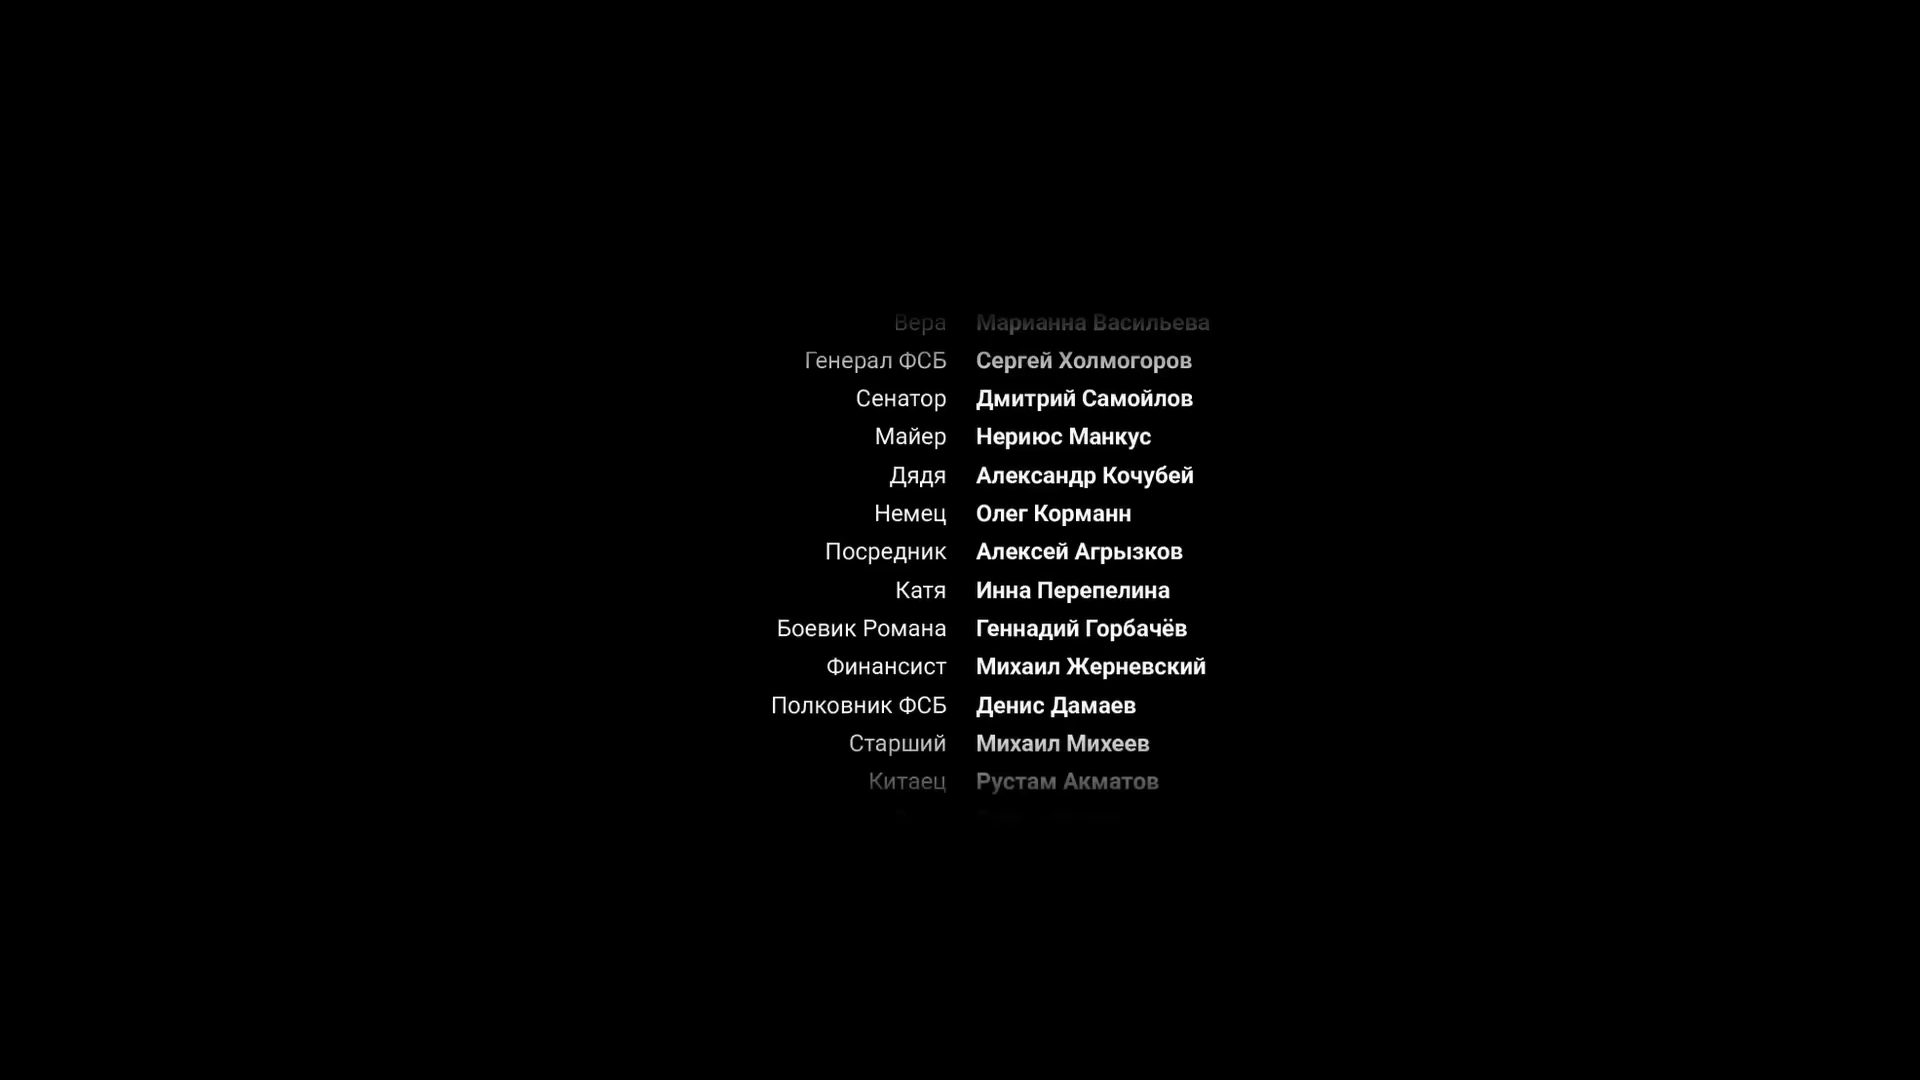 Вера Марианна Васильева
Генерал ФСБ Сергей Холмогоров
Сенатор Дмитрий Самойлов
Майер Нериюс Манкус
Дядя Александр Кочубей
Немец Олег Корманн
Посредник Алексей Агрызков
Катя Инна Перепелина
Боевик Романа Геннадий Горбачёв
Финансист Михаил Жерневский
Полковник ФСБ Денис Дамаев
Старший Михаил Михеев
Китаец Рустам Акматов